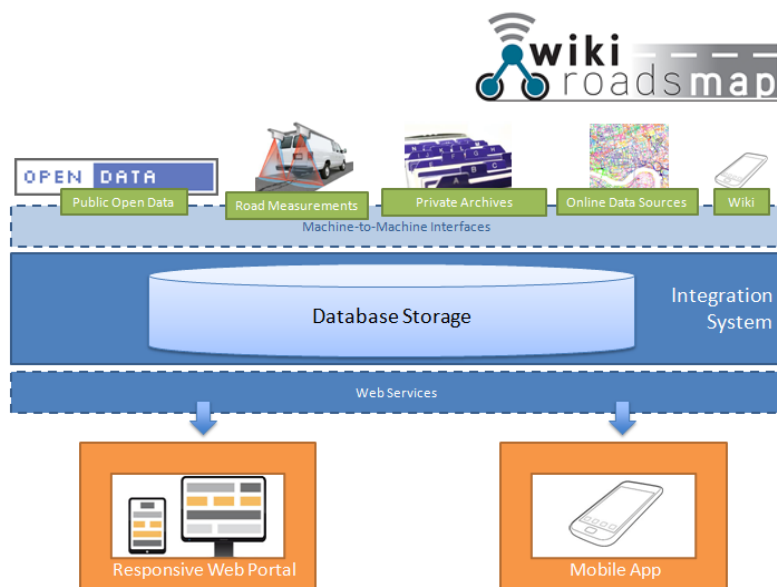 wiki
roadsmap
OPEN DATA
Public Open Data
Road Measurements
Private Archives
Online Data Sources
Wiki
Machine-to-Machine Interfaces
Database Storage
Integration
System
Web Services
Responsive Web Portal
Mobile App